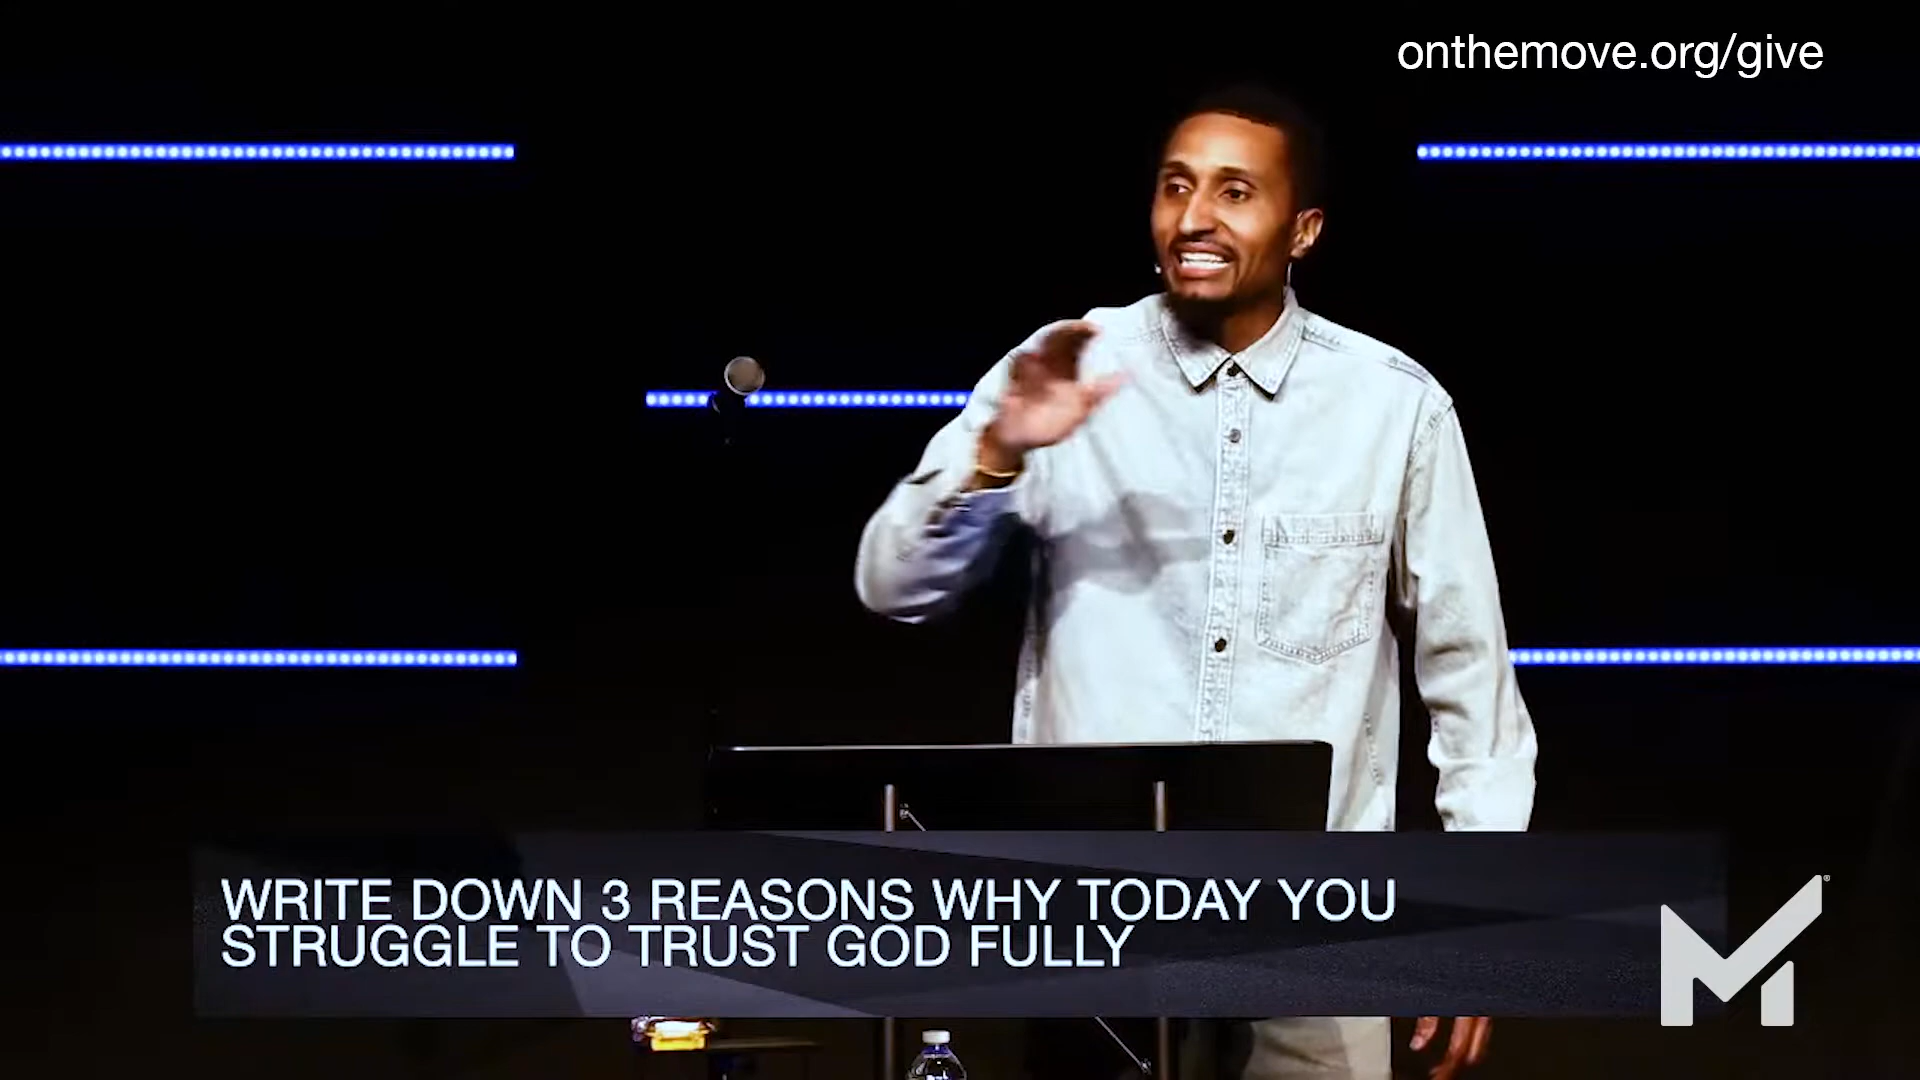 onthemove.org/give
WRITE DOWN 3 REASONS WHY TODAY YOU
STRUGGLE TO TRUST GOD FULLY